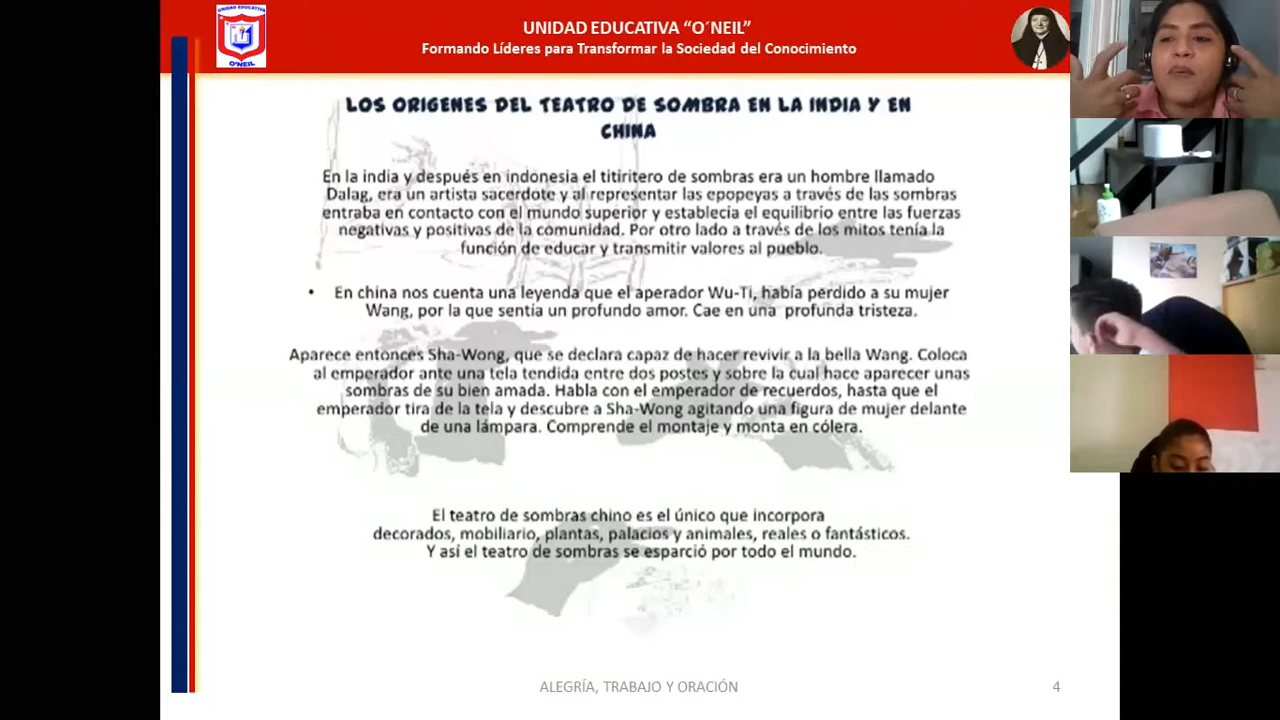 UNIDAD EDUCATIVA
O´NEIL
UNIDAD EDUCATIVA “O´NEIL”
Formando Líderes para Transformar la Sociedad del Conocimiento
LOS ORIGENES DEL TEATRO DE SOMBRA EN LA INDIA Y EN
CHINA
En la india y después en indonesia el titiritero de sombras era un hombre llamado
Dalag, era un artista sacerdote y al representar las epopeyas a través de las sombras
entraba en contacto con el mundo superior y establecía el equilibrio entre las fuerzas
negativas y positivas de la comunidad. Por otro lado a través de los mitos tenía la
función de educar y transmitir valores al pueblo.
• En china nos cuenta una leyenda que el aperador Wu-Ti, había perdido a su mujer
Wang, por la que sentía un profundo amor. Cae en una profunda tristeza.
Aparece entonces Sha-Wong, que se declara capaz de hacer revivir a la bella Wang. Coloca
al emperador ante una tela tendida entre dos postes y sobre la cual hace aparecer unas
sombras de su bien amada. Habla con el emperador de recuerdos, hasta que el
emperador tira de la tela y descubre a Sha-Wong agitando una figura de mujer delante
de una lámpara. Comprende el montaje y monta en cólera.
El teatro de sombras chino es el único que incorpora
decorados, mobiliario, plantas, palacios y animales, reales o fantásticos.
Y así el teatro de sombras se esparció por todo el mundo.
ALEGRÍA, TRABAJO Y ORACIÓN
4